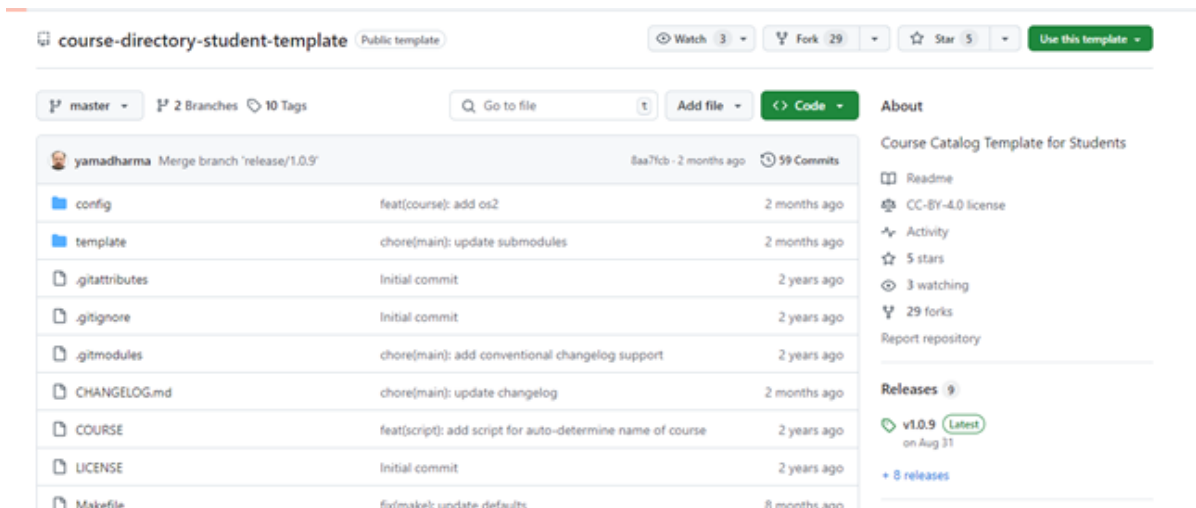 course-directory-student-template Public template Watch 3 Fork 29 Star 5 Use this template
master 2 Branches 10 Tags Go to file t Add file <> Code
yamadharma Merge branch 'release/1.0.9' 8aa7fcb · 2 months ago 59 Commits
config feat(course): add os2 2 months ago
template chore(main): update submodules 2 months ago
.gitattributes Initial commit 2 years ago
.gitignore Initial commit 2 years ago
.gitmodules chore(main): add conventional changelog support 2 years ago
CHANGELOG.md chore(main): update changelog 2 months ago
COURSE feat(script): add script for auto-determine name of course 2 years ago
LICENSE Initial commit 2 years ago
Makefile fix(make): update defaults 8 months ago
About
Course Catalog Template for Students
Readme
CC-BY-4.0 license
Activity
5 stars
3 watching
29 forks
Report repository
Releases 9
v1.0.9 Latest
on Aug 31
+ 8 releases